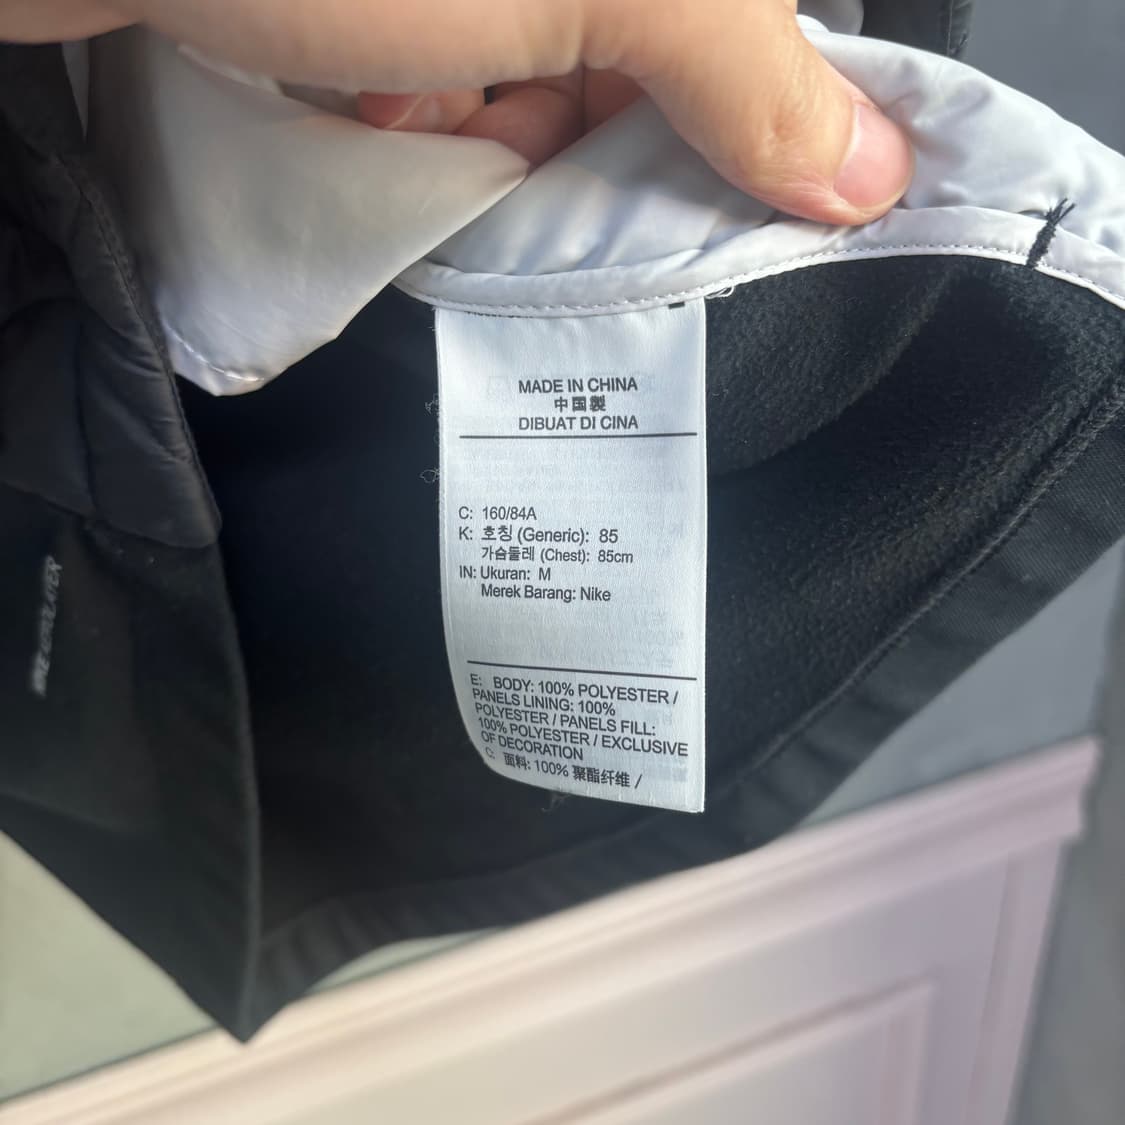 MADE IN CHINA
中国製
DIBUAT DI CINA
C: 160/84A
K: 호칭 (Generic): 85
가슴둘레 (Chest): 85cm
IN: Ukuran: M
Merek Barang: Nike
E: BODY: 100% POLYESTER /
PANELS LINING: 100%
POLYESTER / PANELS FILL:
100% POLYESTER / EXCLUSIVE
OF DECORATION
C: 面料: 100% 聚酯纤维 /